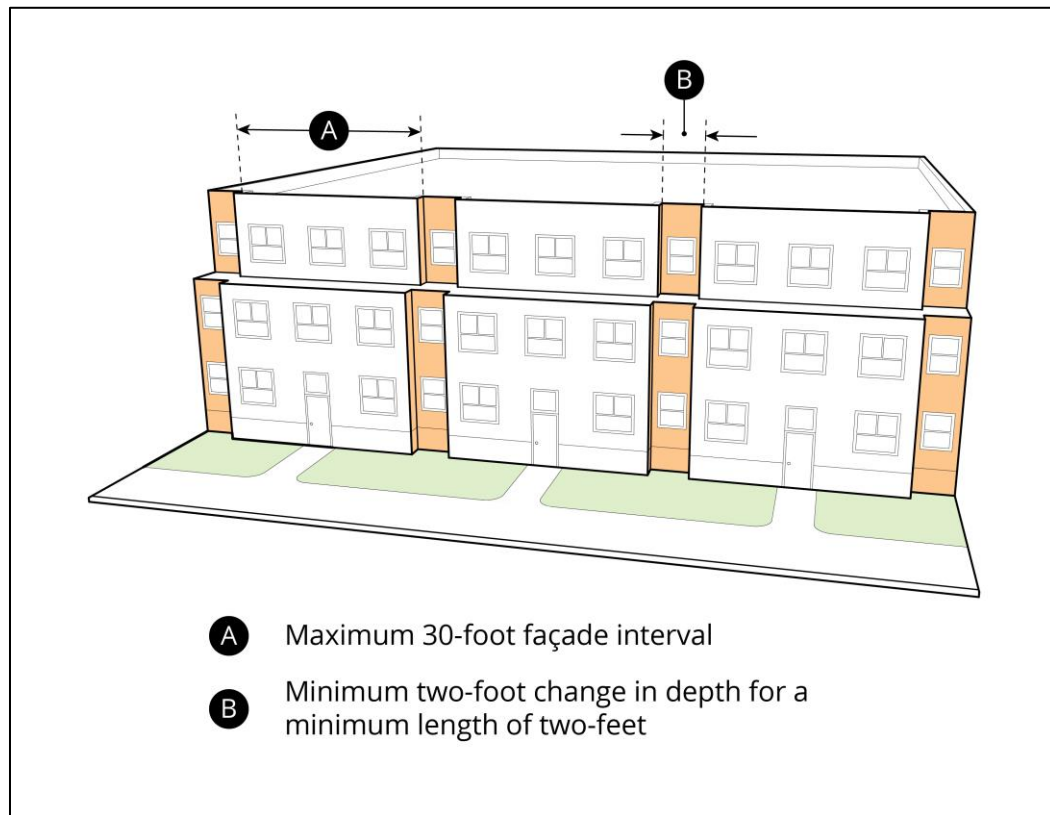 B
A
A Maximum 30-foot façade interval
B Minimum two-foot change in depth for a
minimum length of two-feet